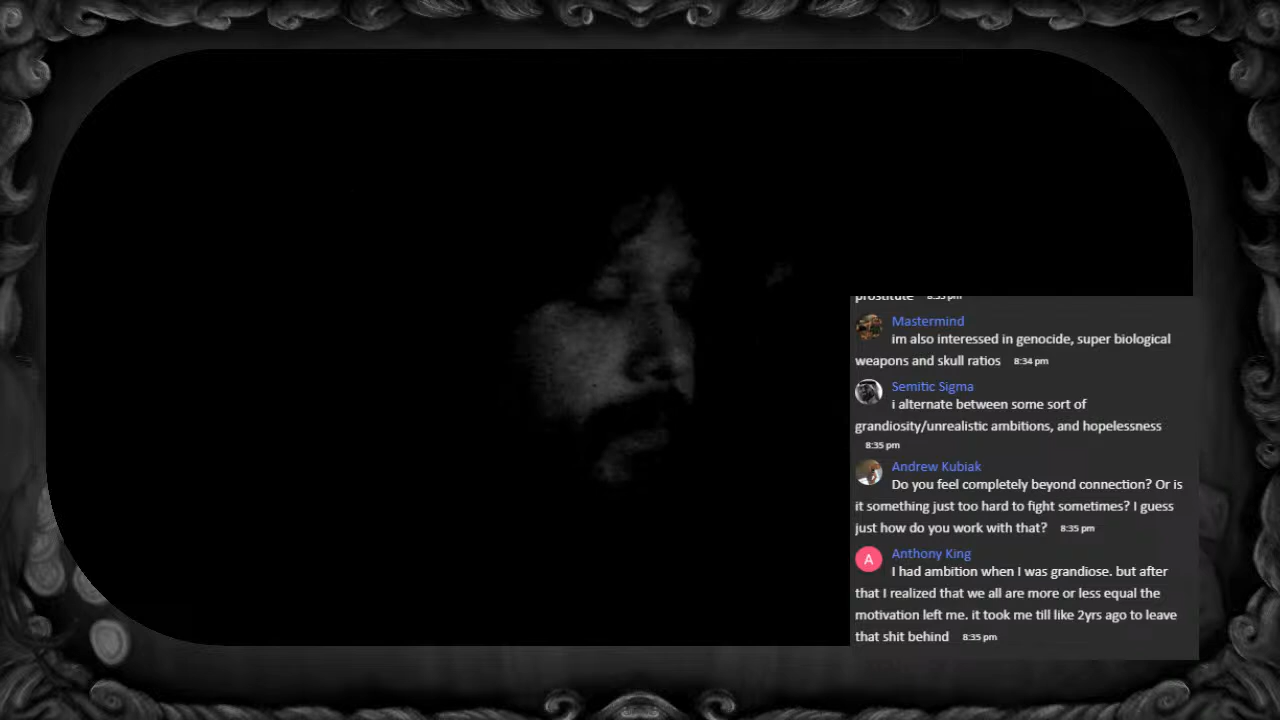 prostitute 8:33 pm
Mastermind
im also interested in genocide, super biological
weapons and skull ratios 8:34 pm
Semitic Sigma
i alternate between some sort of
grandiosity/unrealistic ambitions, and hopelessness
8:35 pm
Andrew Kubiak
Do you feel completely beyond connection? Or is
it something just too hard to fight sometimes? I guess
just how do you work with that? 8:35 pm
A
Anthony King
I had ambition when I was grandiose. but after
that I realized that we all are more or less equal the
motivation left me. it took me till like 2yrs ago to leave
that shit behind 8:35 pm